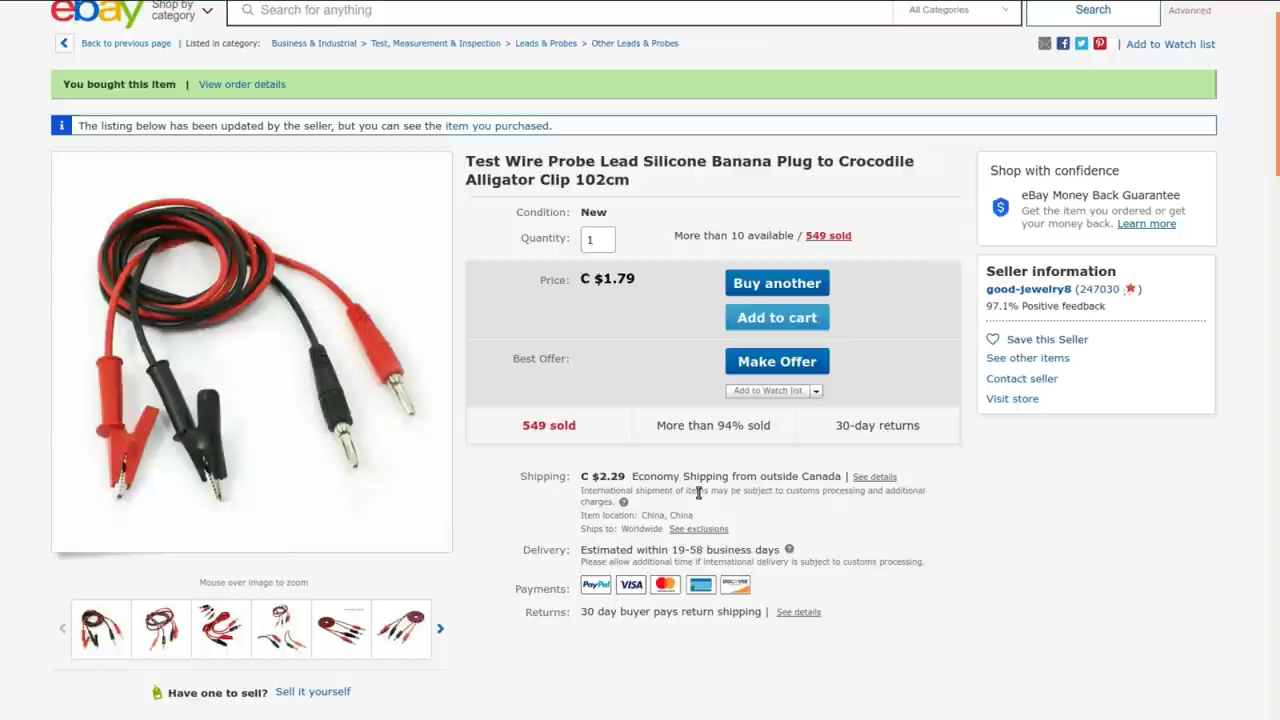 ebay
Shop by
category
Search for anything
All Categories
Search
Advanced
Back to previous page | Listed in category: Business & Industrial > Test, Measurement & Inspection > Leads & Probes > Other Leads & Probes
| Add to Watch list
You bought this item | View order details
i The listing below has been updated by the seller, but you can see the item you purchased.
Test Wire Probe Lead Silicone Banana Plug to Crocodile
Alligator Clip 102cm
Condition: New
Quantity: 1 More than 10 available / 549 sold
Price: C $1.79
Buy another
Add to cart
Best Offer:
Make Offer
Add to Watch list
549 sold More than 94% sold 30-day returns
Shipping: C $2.29 Economy Shipping from outside Canada | See details
International shipment of items may be subject to customs processing and additional
charges. ?
Item location: China, China
Ships to: Worldwide See exclusions
Delivery: Estimated within 19-58 business days ?
Please allow additional time if international delivery is subject to customs processing.
Payments: PayPal VISA MasterCard DISCOVER
Returns: 30 day buyer pays return shipping | See details
Shop with confidence
eBay Money Back Guarantee
Get the item you ordered or get
your money back. Learn more
Seller information
good-jewelry8 (247030 )
97.1% Positive feedback
Save this Seller
See other items
Contact seller
Visit store
Mouse over image to zoom
Have one to sell? Sell it yourself